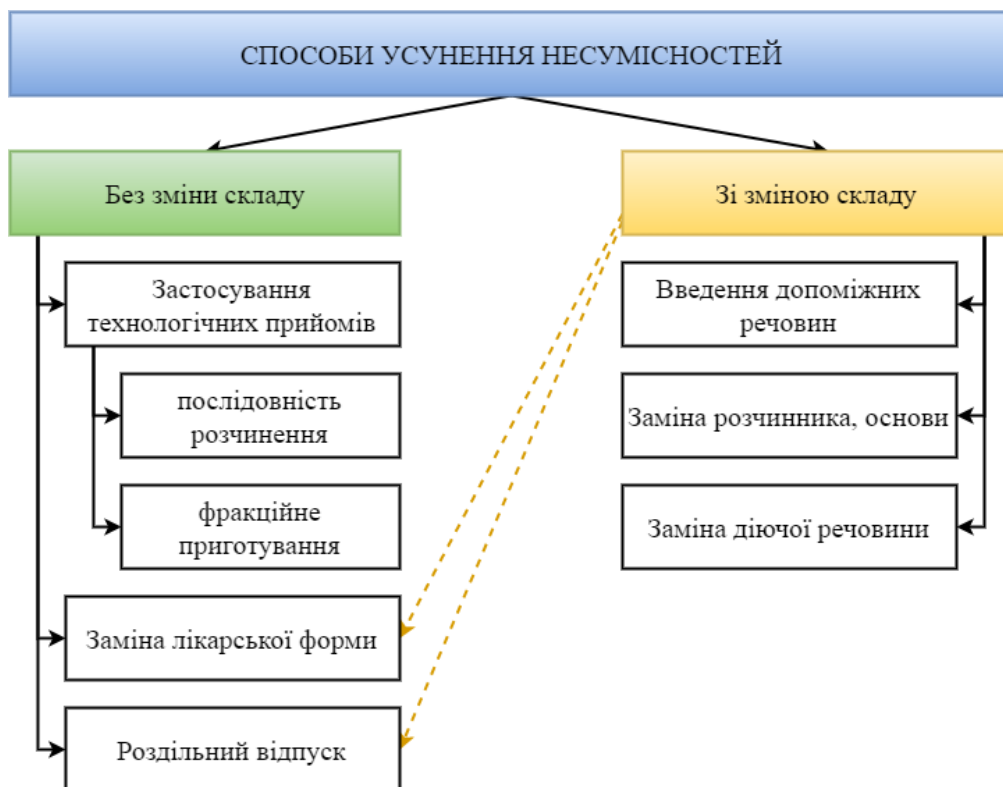 СПОСОБИ УСУНЕННЯ НЕСУМІСНОСТЕЙ
Без зміни складу
Застосування
технологічних прийомів
послідовність
розчинення
фракційне
приготування
Заміна лікарської форми
Роздільний відпуск
Зі зміною складу
Введення допоміжних
речовин
Заміна розчинника, основи
Заміна діючої речовини